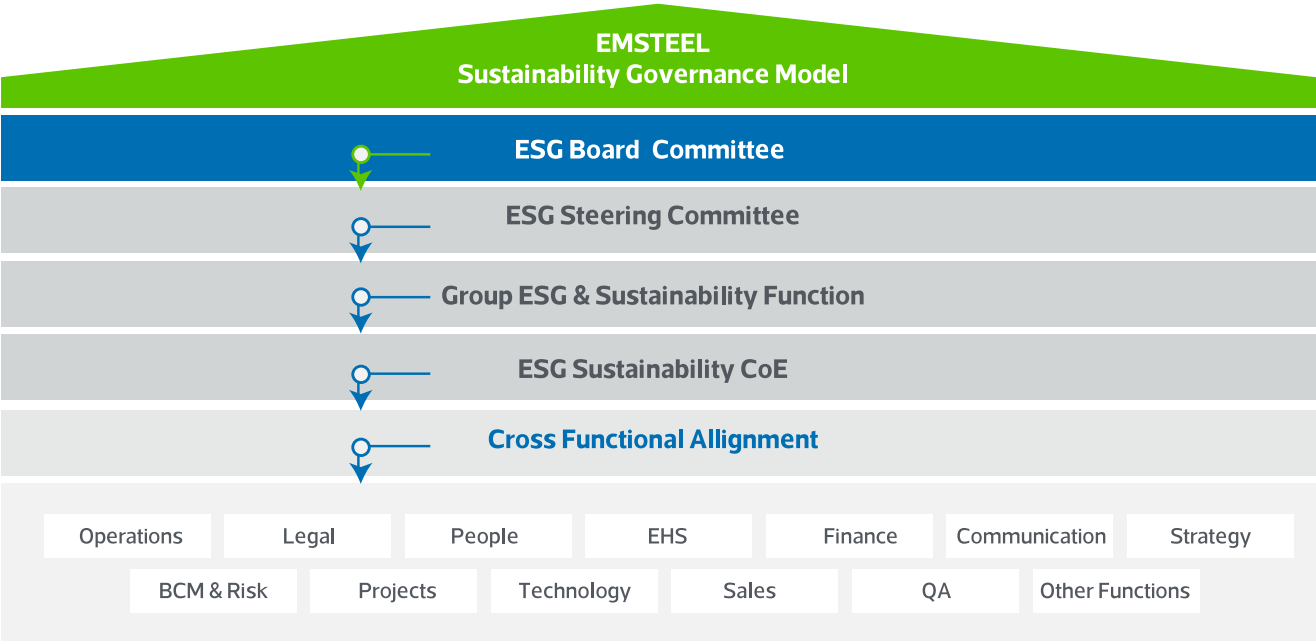 EMSTEEL
Sustainability Governance Model
ESG Board Committee
ESG Steering Committee
Group ESG & Sustainability Function
ESG Sustainability CoE
Cross Functional Allignment
Operations Legal People EHS Finance Communication Strategy
BCM & Risk Projects Technology Sales QA Other Functions